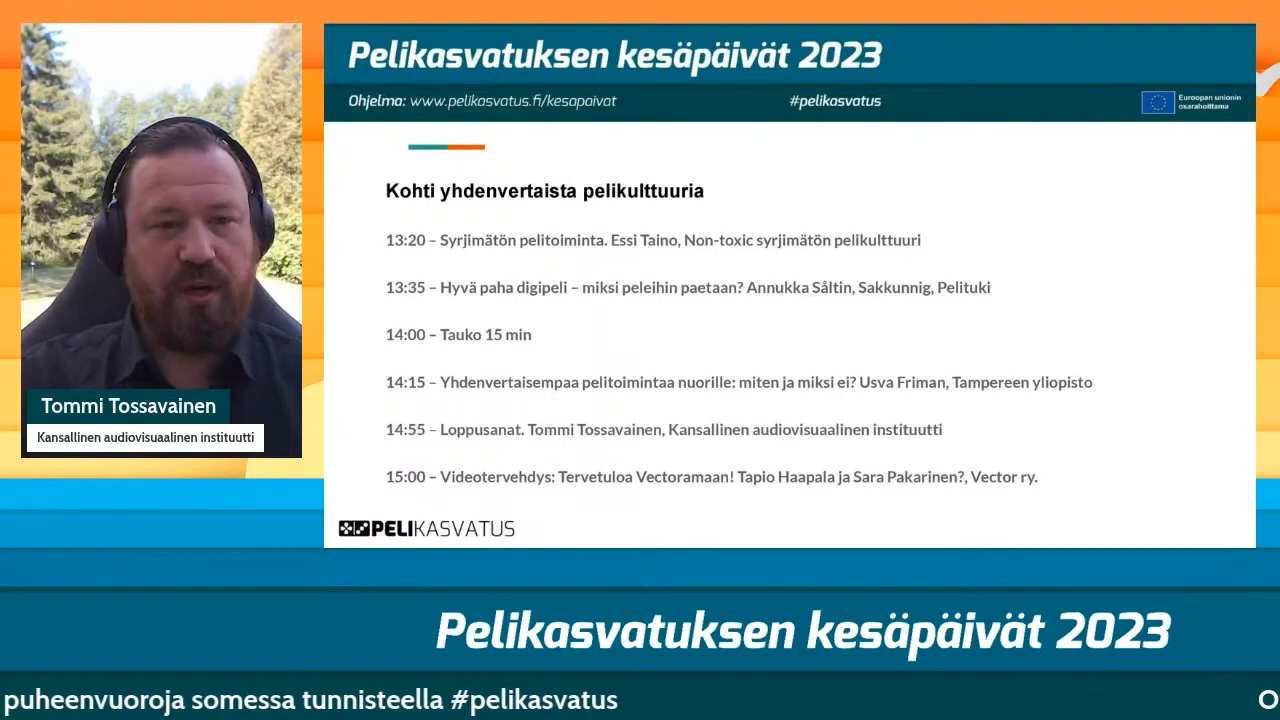 Pelikasvatuksen kesäpäivät 2023
Ohjelma: www.pelikasvatus.fi/kesapaivat
#pelikasvatus
Euroopan unionin
osarahoittama
Kohti yhdenvertaista pelikulttuuria
13:20 – Syrjimätön pelitoiminta. Essi Taino, Non-toxic syrjimätön pelikulttuuri
13:35 – Hyvä paha digipeli – miksi peleihin paetaan? Annukka Såltin, Sakkunnig, Pelituki
14:00 – Tauko 15 min
14:15 – Yhdenvertaisempaa pelitoimintaa nuorille: miten ja miksi ei? Usva Friman, Tampereen yliopisto
14:55 – Loppusanat. Tommi Tossavainen, Kansallinen audiovisuaalinen instituutti
15:00 – Videotervehdys: Tervetuloa Vectoramaan! Tapio Haapala ja Sara Pakarinen?, Vector ry.
PELIKASVATUS
Tommi Tossavainen
Kansallinen audiovisuaalinen instituutti
Pelikasvatuksen kesäpäivät 2023
puheenvuoroja somessa tunnisteella #pelikasvatus
O